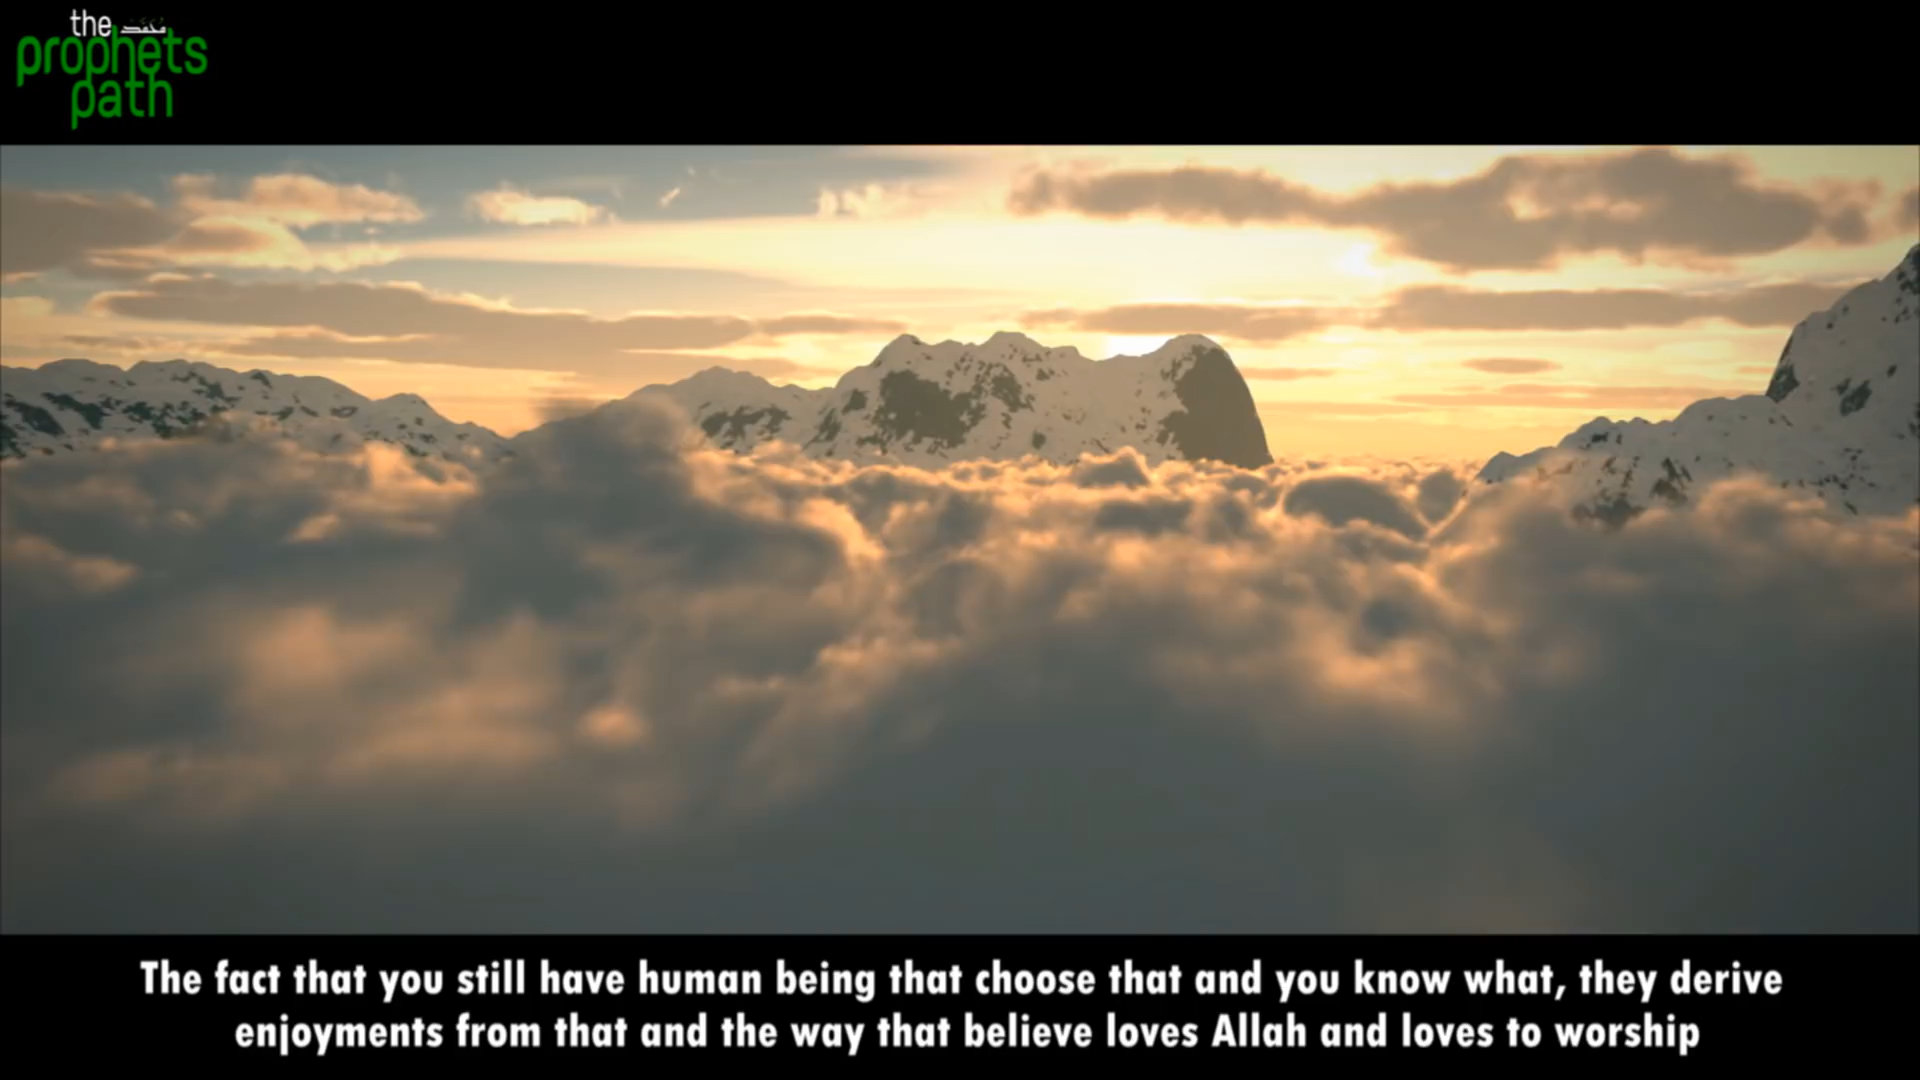 the محمد
prophets
path
The fact that you still have human being that choose that and you know what, they derive
enjoyments from that and the way that believe loves Allah and loves to worship